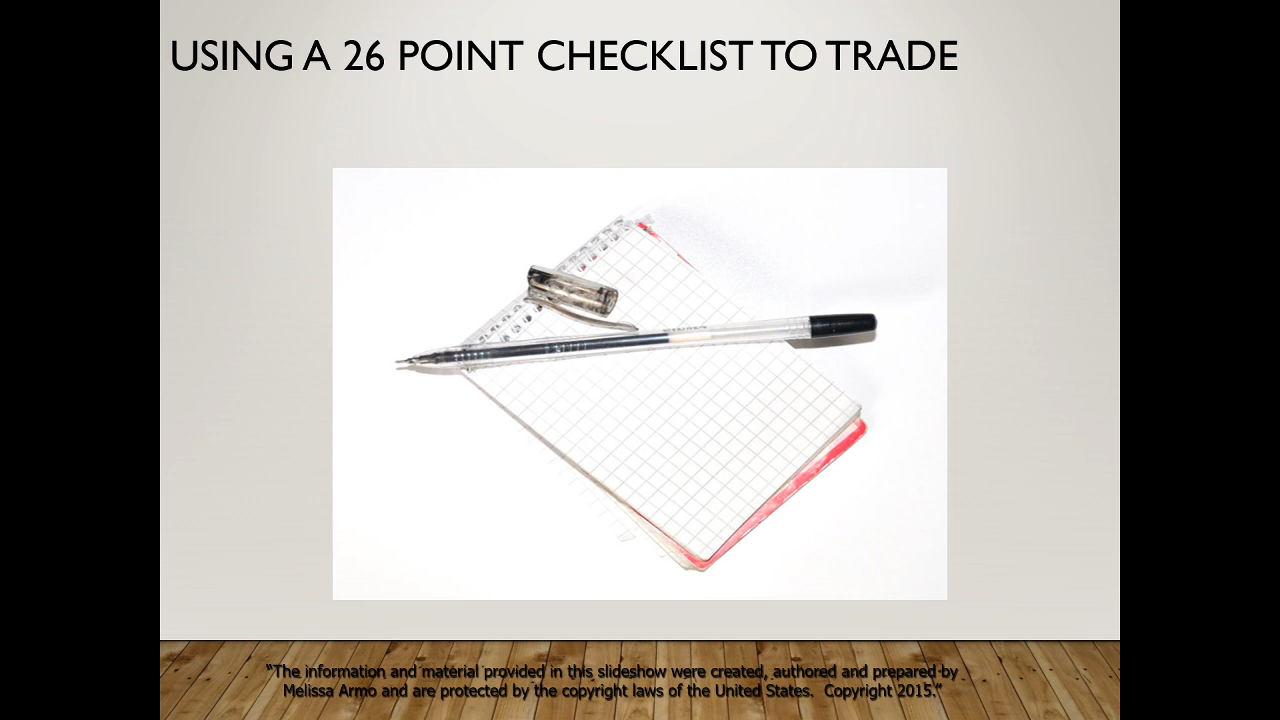 USING A 26 POINT CHECKLIST TO TRADE
“The information and material provided in this slideshow were created, authored and prepared by
Melissa Armo and are protected by the copyright laws of the United States.  Copyright 2015.”